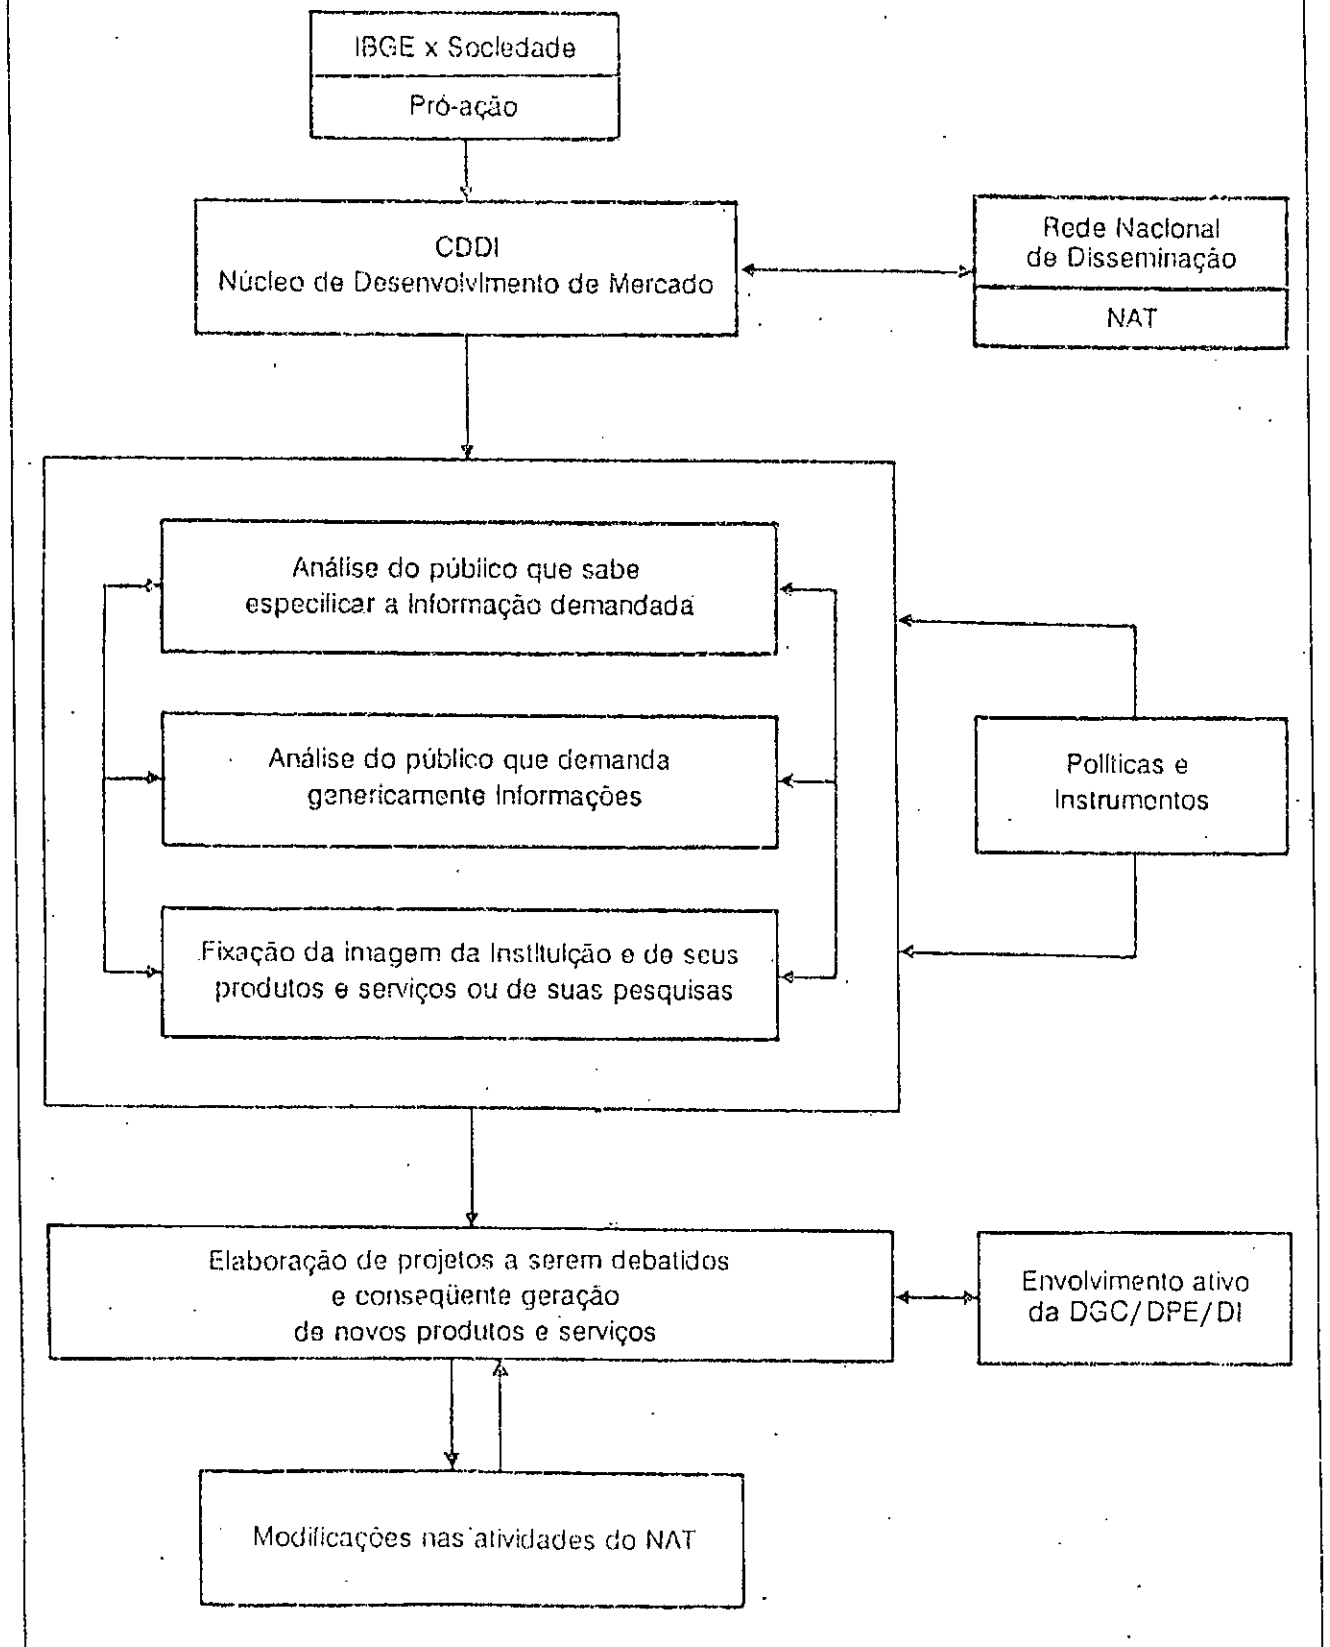 IBGE x Sociedade
Pró-ação
CDDI
Núcleo de Desenvolvimento de Mercado
Rede Nacional
de Disseminação
NAT
Análise do público que sabe
especificar a Informação demandada
Análise do público que demanda
genericamente Informações
Políticas e
Instrumentos
Fixação da imagem da Instituição e de seus
produtos e serviços ou de suas pesquisas
Elaboração de projetos a serem debatidos
e conseqüente geração
de novos produtos e serviços
Envolvimento ativo
da DGC/DPE/DI
Modificações nas atividades do NAT